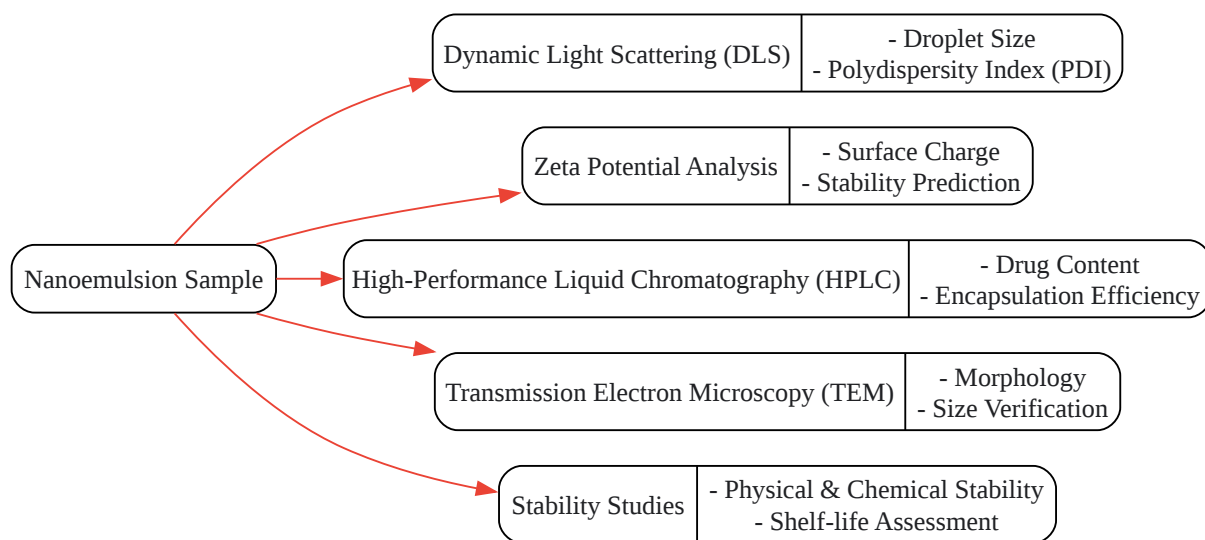 Dynamic Light Scattering (DLS)
- Droplet Size
- Polydispersity Index (PDI)
Zeta Potential Analysis
- Surface Charge
- Stability Prediction
Nanoemulsion Sample
High-Performance Liquid Chromatography (HPLC)
- Drug Content
- Encapsulation Efficiency
Transmission Electron Microscopy (TEM)
- Morphology
- Size Verification
Stability Studies
- Physical & Chemical Stability
- Shelf-life Assessment